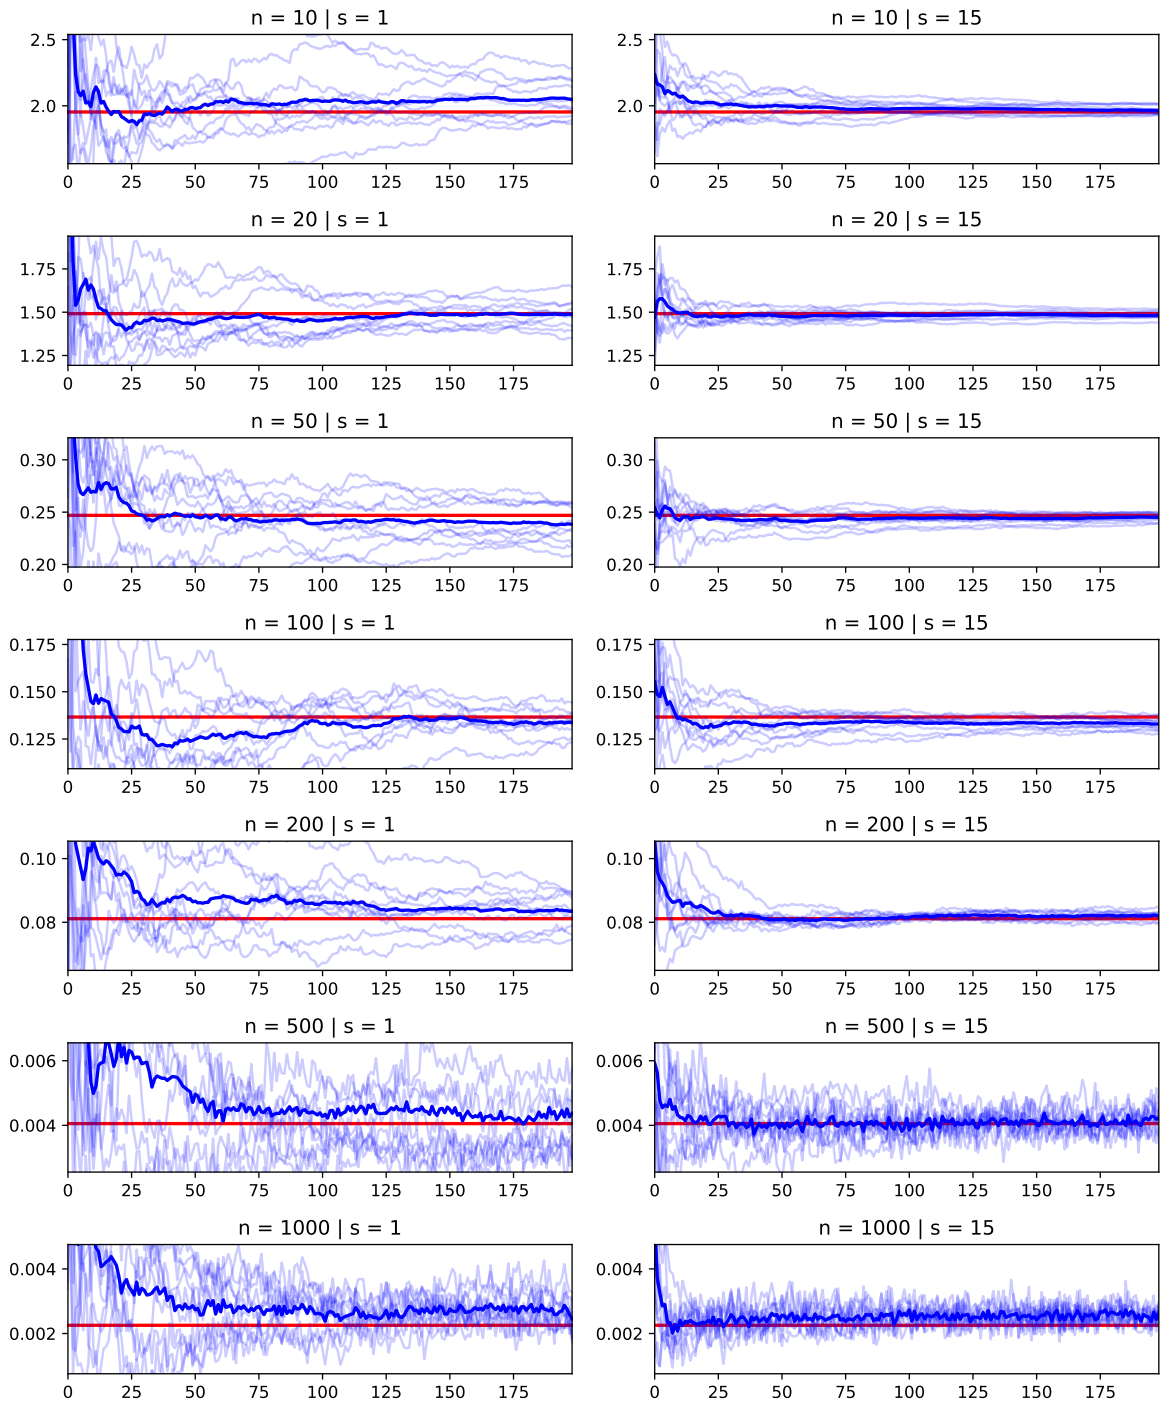 n = 10 | s = 1
2.5
2.0
0 25 50 75 100 125 150 175
n = 10 | s = 15
2.5
2.0
0 25 50 75 100 125 150 175
n = 20 | s = 1
1.75
1.50
1.25
0 25 50 75 100 125 150 175
n = 20 | s = 15
1.75
1.50
1.25
0 25 50 75 100 125 150 175
n = 50 | s = 1
0.30
0.25
0.20
0 25 50 75 100 125 150 175
n = 50 | s = 15
0.30
0.25
0.20
0 25 50 75 100 125 150 175
n = 100 | s = 1
0.175
0.150
0.125
0 25 50 75 100 125 150 175
n = 100 | s = 15
0.175
0.150
0.125
0 25 50 75 100 125 150 175
n = 200 | s = 1
0.10
0.08
0 25 50 75 100 125 150 175
n = 200 | s = 15
0.10
0.08
0 25 50 75 100 125 150 175
n = 500 | s = 1
0.006
0.004
0 25 50 75 100 125 150 175
n = 500 | s = 15
0.006
0.004
0 25 50 75 100 125 150 175
n = 1000 | s = 1
0.004
0.002
0 25 50 75 100 125 150 175
n = 1000 | s = 15
0.004
0.002
0 25 50 75 100 125 150 175